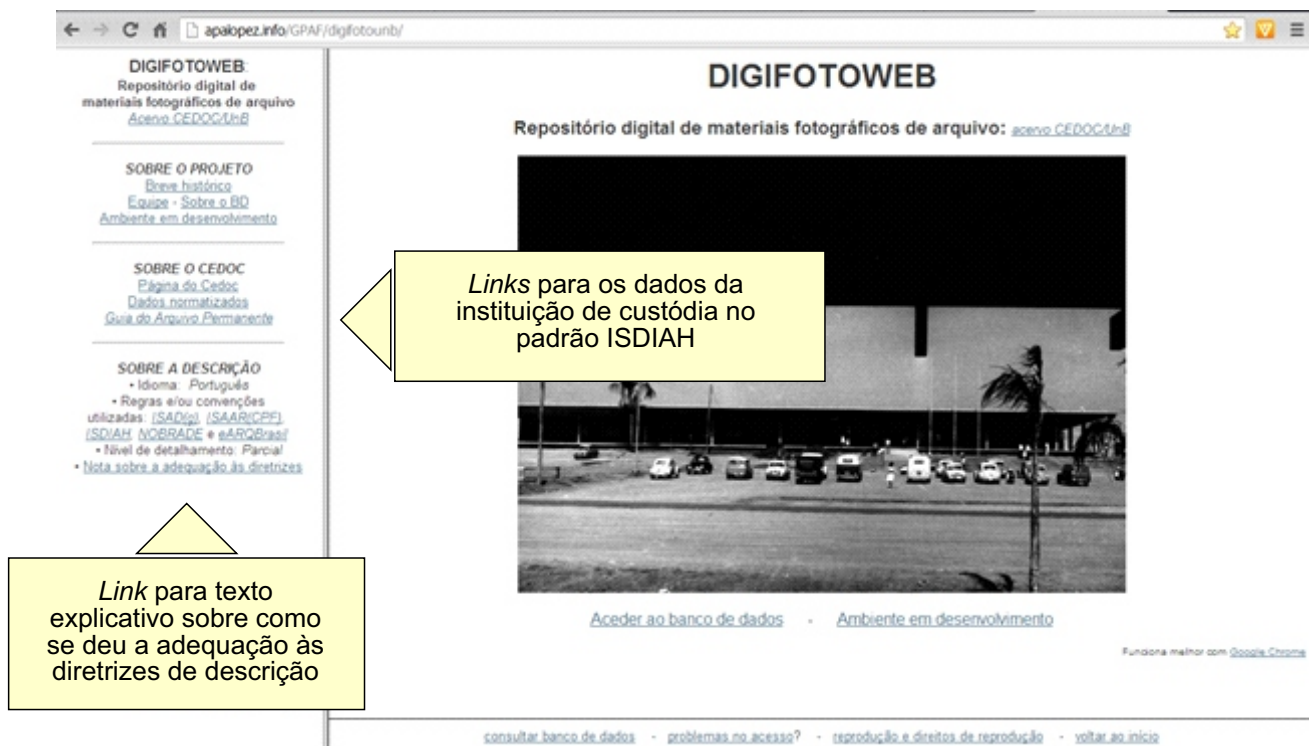 apalopez.info/GPAF/digifotounb/
DIGIFOTOWEB:
Repositório digital de
materiais fotográficos de arquivo
Acervo CEDOC/UnB
SOBRE O PROJETO
Breve histórico
Equipe - Sobre o BD
Ambiente em desenvolvimento
SOBRE O CEDOC
Página do Cedoc
Dados normatizados
Guia do Arquivo Permanente
SOBRE A DESCRIÇÃO
• Idioma: Português
• Regras e/ou convenções
utilizadas: ISAD(g), ISAAR(CPF),
ISDIAH, NOBRADE e eARQBrasil
• Nível de detalhamento: Parcial
• Nota sobre a adequação às diretrizes
Link para texto
explicativo sobre como
se deu a adequação às
diretrizes de descrição
DIGIFOTOWEB
Repositório digital de materiais fotográficos de arquivo: acervo CEDOC/UnB
Links para os dados da
instituição de custódia no
padrão ISDIAH
Aceder ao banco de dados - Ambiente em desenvolvimento
Funciona melhor com Google Chrome
consultar banco de dados - problemas no acesso? - reprodução e direitos de reprodução - voltar ao início